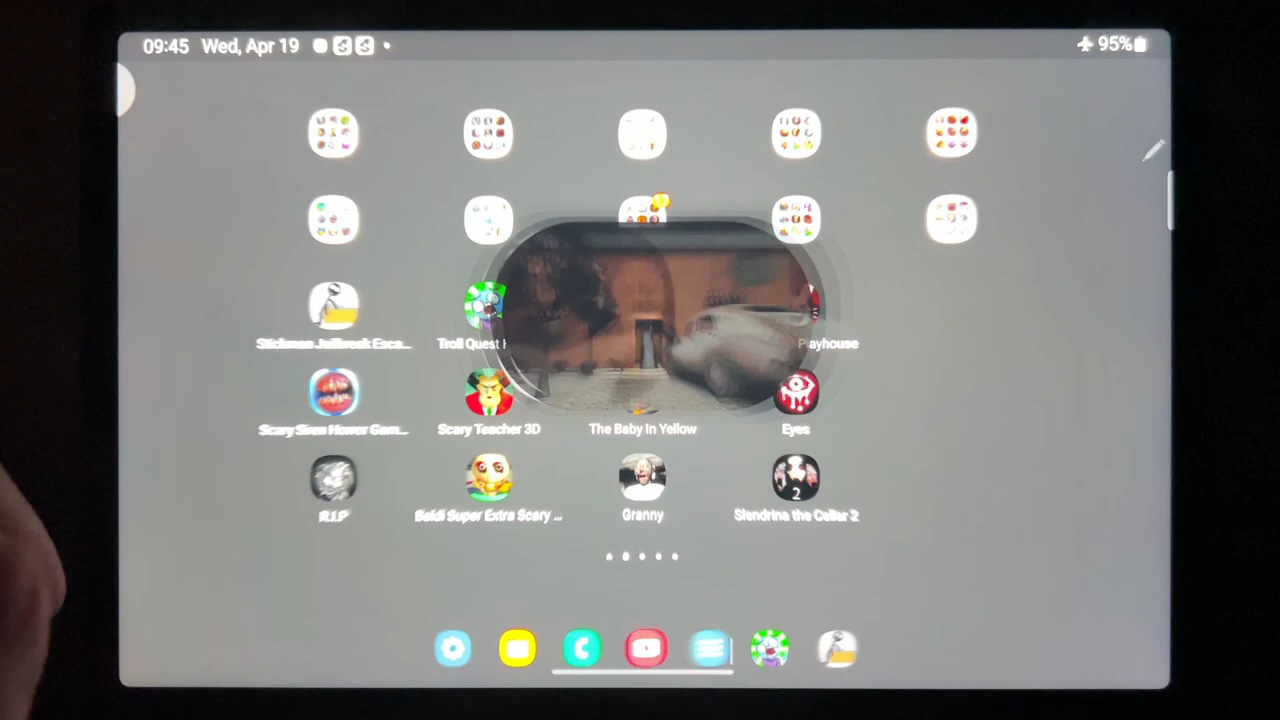 09:45 Wed, Apr 19 95%
Stickman Jailbreak Esca... Troll Quest H Playhouse
Scary Siren Horror Gam... Scary Teacher 3D The Baby In Yellow Eyes
2
R.I.P Baldi Super Extra Scary ... Granny Slendrina the Cellar 2